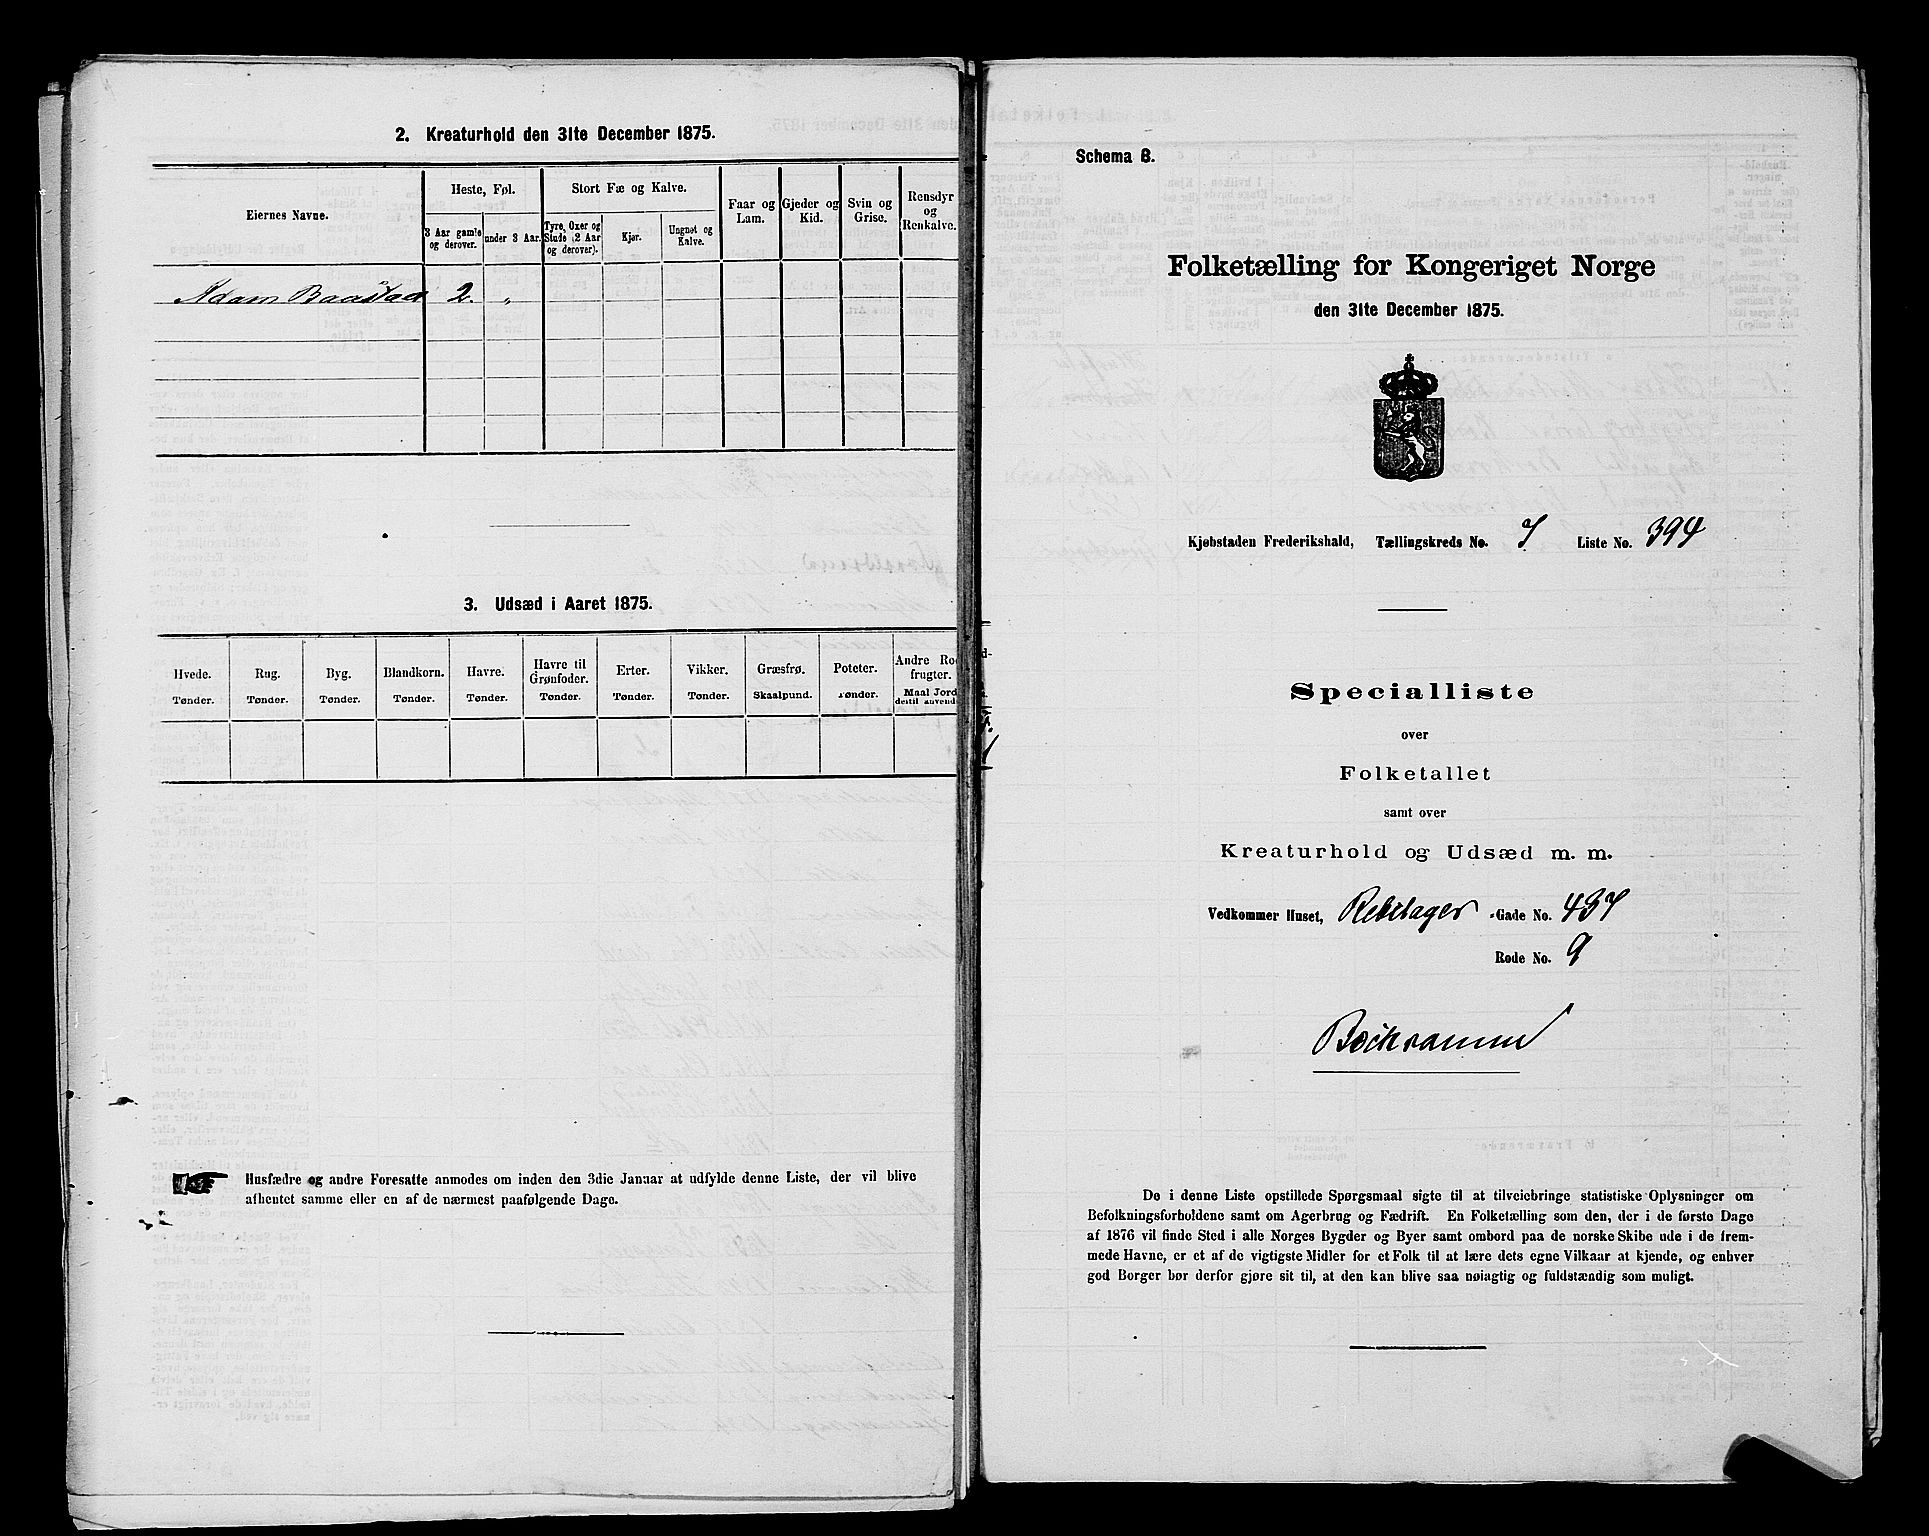 2. Kreaturhold den 31te December 1875.
Eiernes Navne.
Heste, Føl.
Stort Fæ og Kalve.
Faar og Lam.
Gjeder og Kid.
Svin og Grise.
Rensdyr og Renkalve.
3 Aar gamle og derover.
under 3 Aar.
Tyre, Oxer og Stude (2 Aar og derover).
Kjør.
Ungnøt og Kalve.
Adam Baastad 2. „
3. Udsæd i Aaret 1875.
Hvede. Rug. Byg. Blandkorn. Havre. Havre til Grønfoder. Erter. Vikker. Græsfrø. Poteter. Andre Rodfrugter.
Tønder. Tønder. Tønder. Tønder. Tønder. Tønder. Tønder. Tønder. Skaalpund. Tønder. Maal Jord dertil anvendt
Husfædre og andre Foresatte anmodes om inden den 3die Januar at udfylde denne Liste, der vil blive
afhentet samme eller en af de nærmest paafølgende Dage.
Schema B.
Folketælling for Kongeriget Norge
den 31te December 1875.
Kjøbstaden Frederikshald, Tællingskreds No. 7 Liste No. 394
Specialliste
over
Folketallet
samt over
Kreaturhold og Udsæd m. m.
Vedkommer Huset, Rebslager -Gade No. 437
Rode No. 9
De i denne Liste opstillede Spørgsmaal sigte til at tilveiebringe statistiske Oplysninger om
Befolkningsforholdene samt om Agerbrug og Fædrift. En Folketælling som den, der i de første Dage
af 1876 vil finde Sted i alle Norges Bygder og Byer samt ombord paa de norske Skibe ude i de frem-
mede Havne, er et af de vigtigste Midler for et Folk til at lære dets egne Vilkaar at kjende, og enhver
god Borger bør derfor gjøre sit til, at den kan blive saa nøiagtig og fuldstændig som muligt.